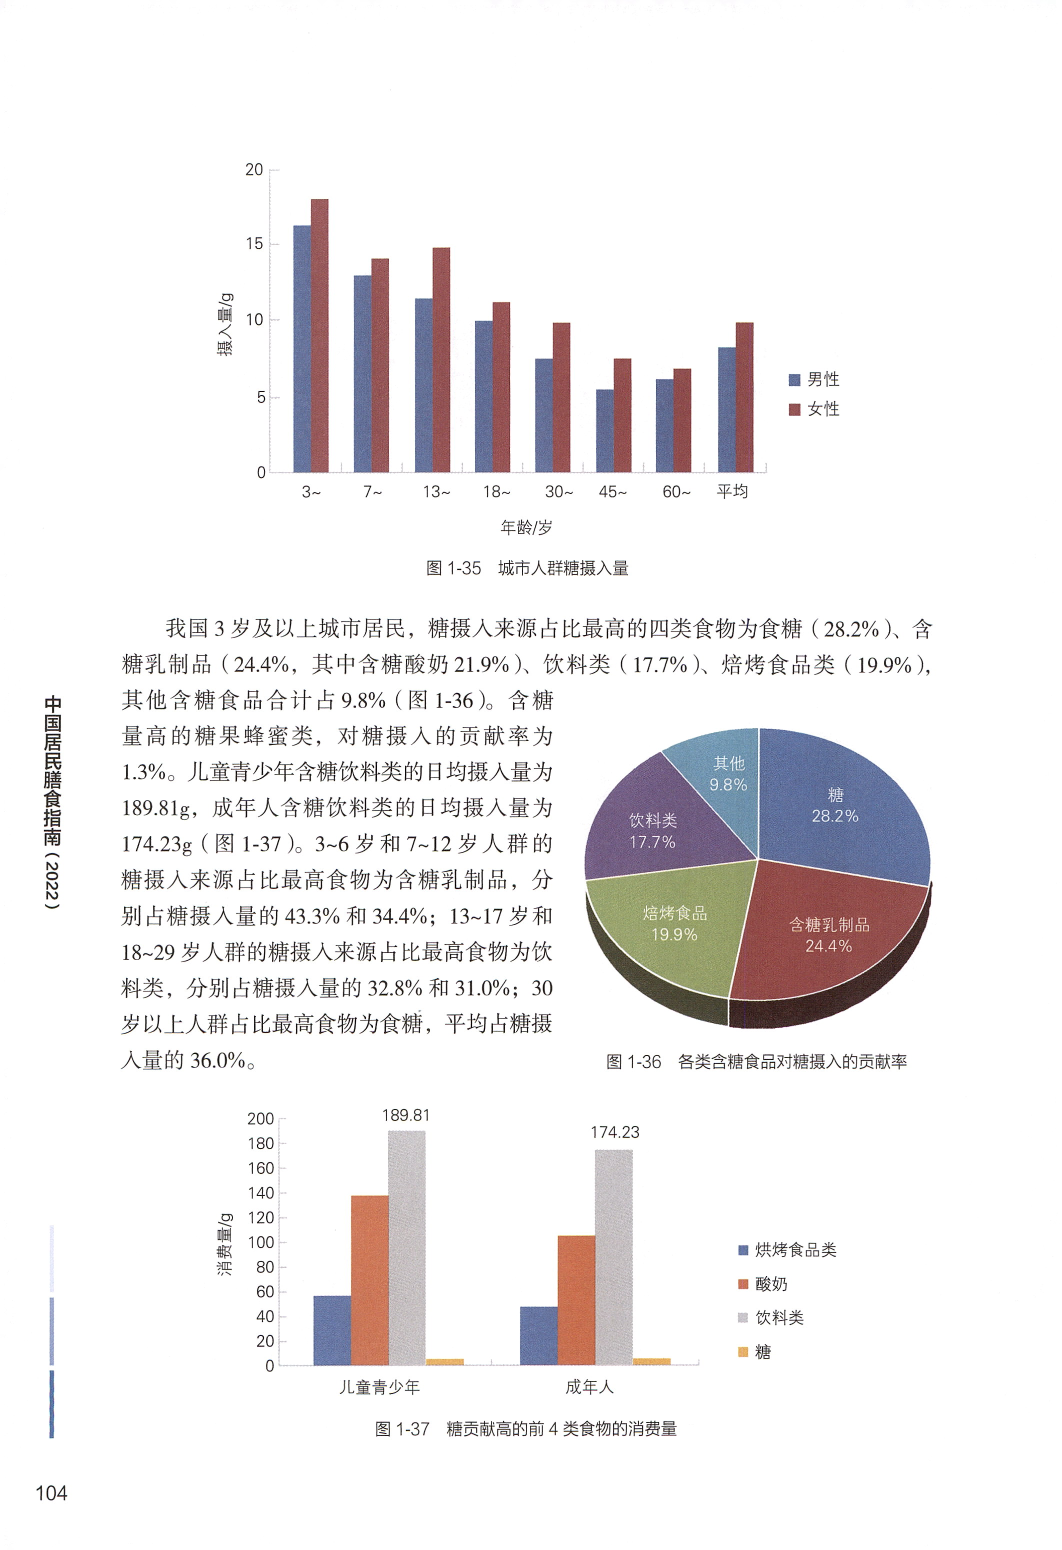 20
15
10
5
0
摄入量/g
3~ 7~ 13~ 18~ 30~ 45~ 60~ 平均
年龄/岁
男性
女性
图 1-35 城市人群糖摄入量
我国 3 岁及以上城市居民，糖摄入来源占比最高的四类食物为食糖（28.2%）、含
糖乳制品（24.4%，其中含糖酸奶 21.9%）、饮料类（17.7%）、焙烤食品类（19.9%），
其他含糖食品合计占 9.8%（图 1-36）。含糖
量高的糖果蜂蜜类，对糖摄入的贡献率为
1.3%。儿童青少年含糖饮料类的日均摄入量为
189.81g，成年人含糖饮料类的日均摄入量为
174.23g（图 1-37）。3~6 岁和 7~12 岁人群的
糖摄入来源占比最高食物为含糖乳制品，分
别占糖摄入量的 43.3% 和 34.4%；13~17 岁和
18~29 岁人群的糖摄入来源占比最高食物为饮
料类，分别占糖摄入量的 32.8% 和 31.0%；30
岁以上人群占比最高食物为食糖，平均占糖摄
入量的 36.0%。
其他
9.8%
糖
28.2%
饮料类
17.7%
焙烤食品
19.9%
含糖乳制品
24.4%
图 1-36 各类含糖食品对糖摄入的贡献率
200
180
160
140
120
100
80
60
40
20
0
消费量/g
189.81
174.23
儿童青少年 成年人
烘烤食品类
酸奶
饮料类
糖
图 1-37 糖贡献高的前 4 类食物的消费量
中国居民膳食指南（2022）
104